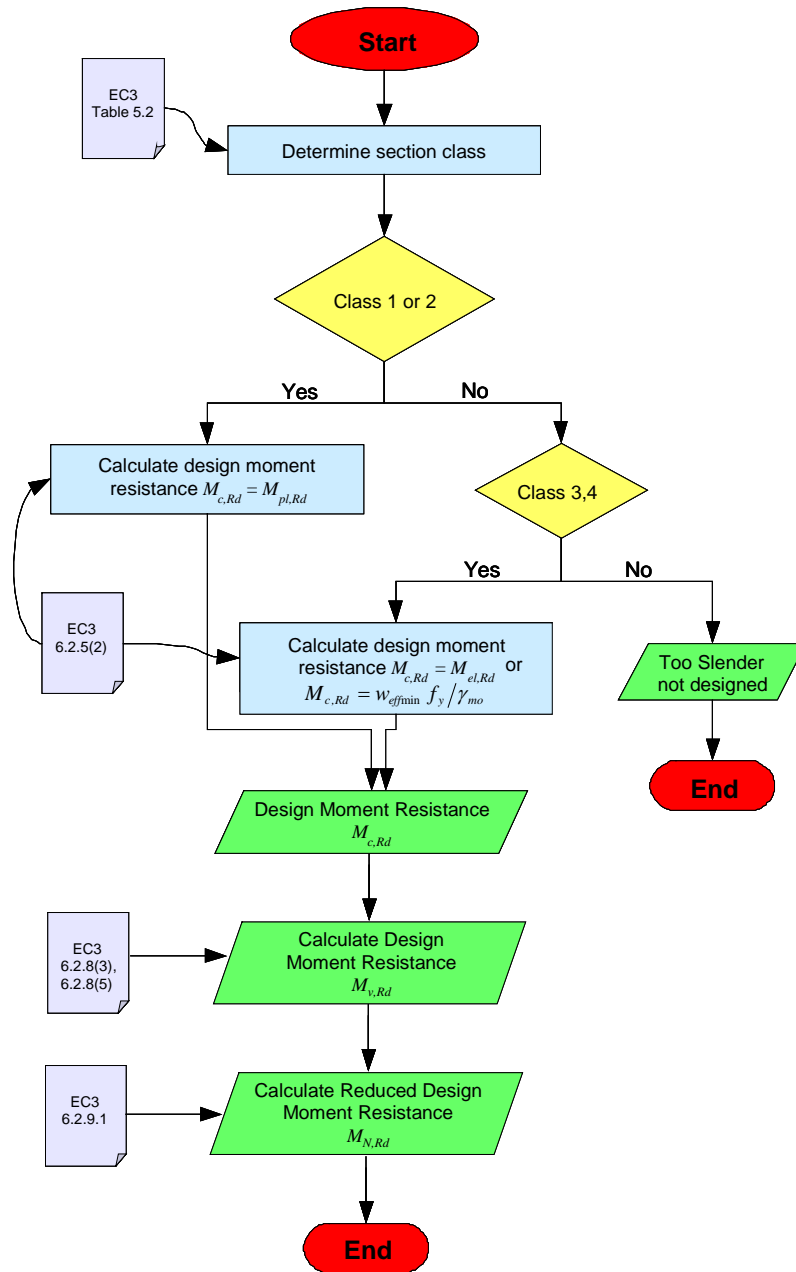 Start
EC3
Table 5.2
Determine section class
Class 1 or 2
Yes
No
Calculate design moment
resistance M_{c,Rd} = M_{pl,Rd}
Class 3,4
Yes
No
EC3
6.2.5(2)
Calculate design moment
resistance M_{c,Rd} = M_{el,Rd} or
M_{c,Rd} = w_{effmin} f_y/γ_{mo}
Too Slender
not designed
End
Design Moment Resistance
M_{c,Rd}
EC3
6.2.8(3),
6.2.8(5)
Calculate Design
Moment Resistance
M_{v,Rd}
EC3
6.2.9.1
Calculate Reduced Design
Moment Resistance
M_{N,Rd}
End